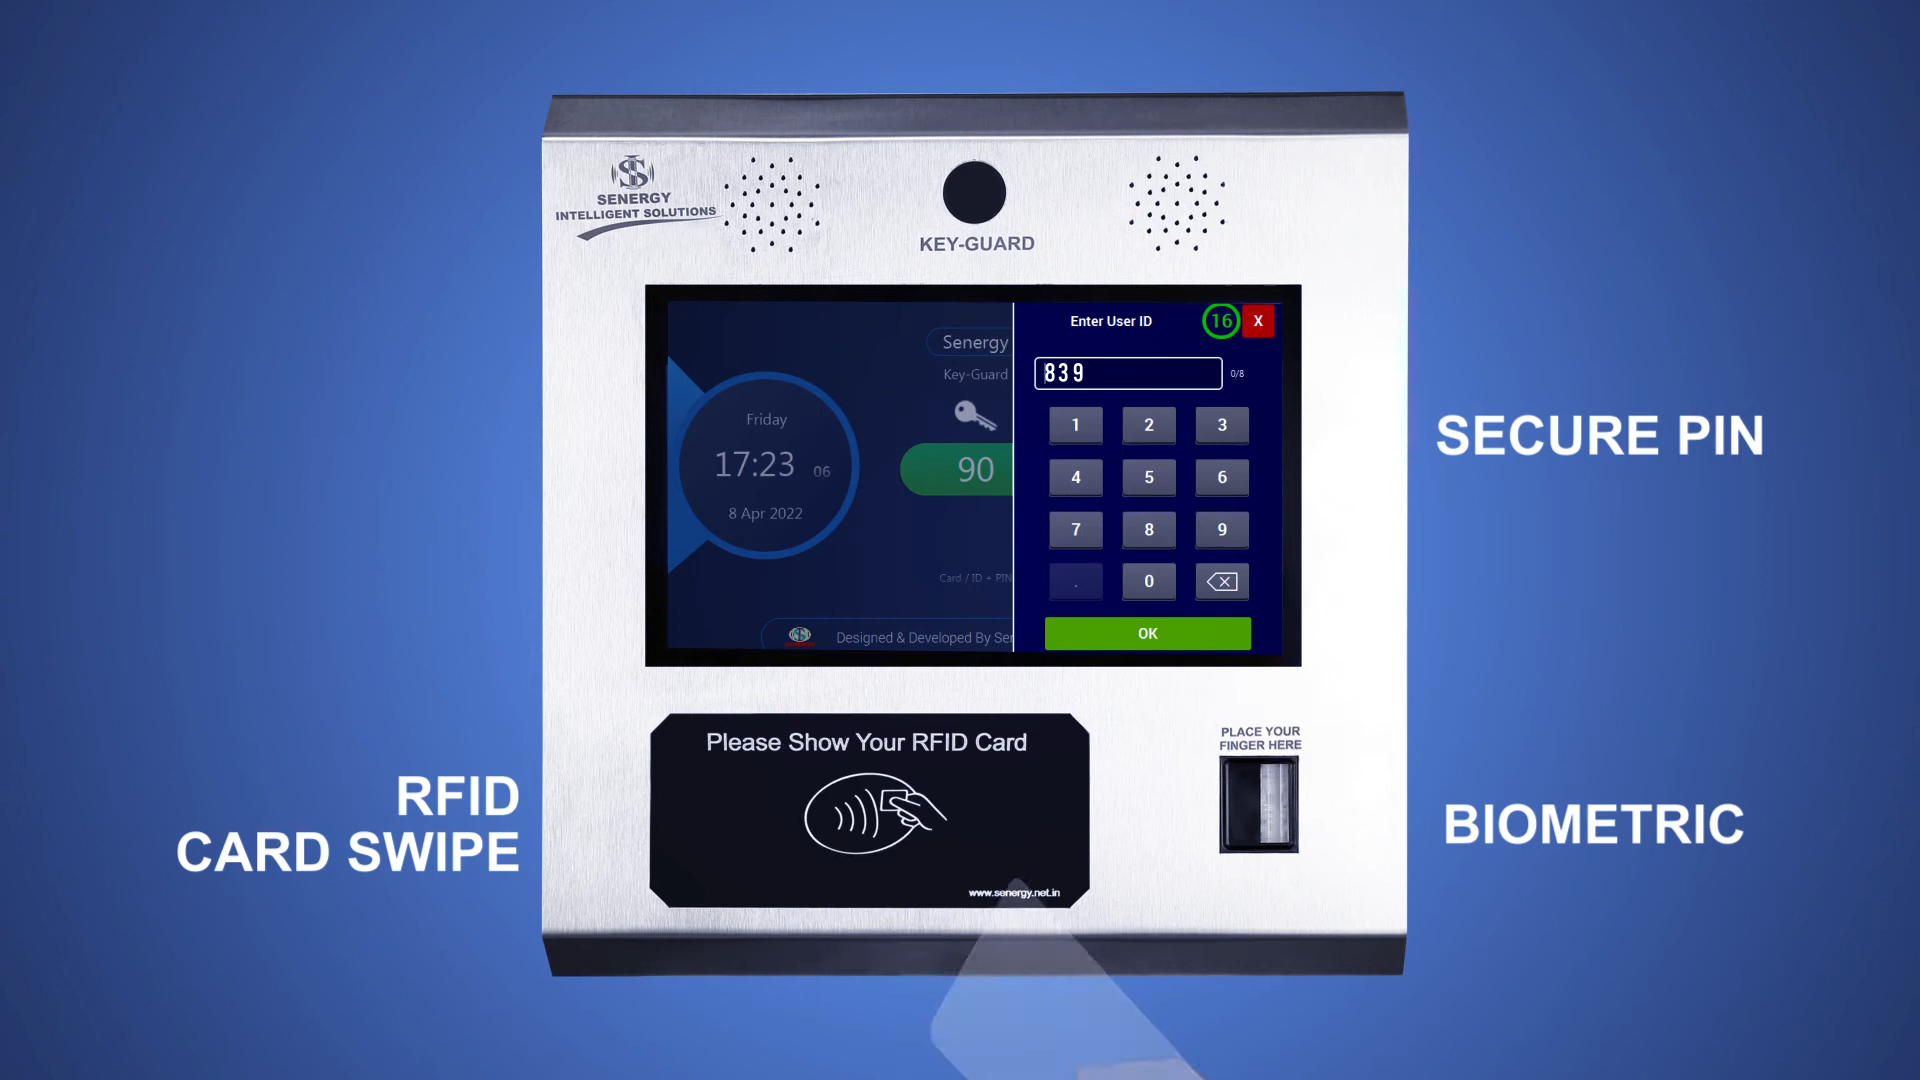 SENERGY
INTELLIGENT SOLUTIONS
KEY-GUARD
Senergy
Key-Guard
Friday
17:23 06
8 Apr 2022
90
Card / ID + PIN
Designed & Developed By Ser
Enter User ID
16
X
839
0/8
1 2 3
4 5 6
7 8 9
. 0
OK
SECURE PIN
Please Show Your RFID Card
www.senergy.net.in
PLACE YOUR
FINGER HERE
RFID
CARD SWIPE
BIOMETRIC